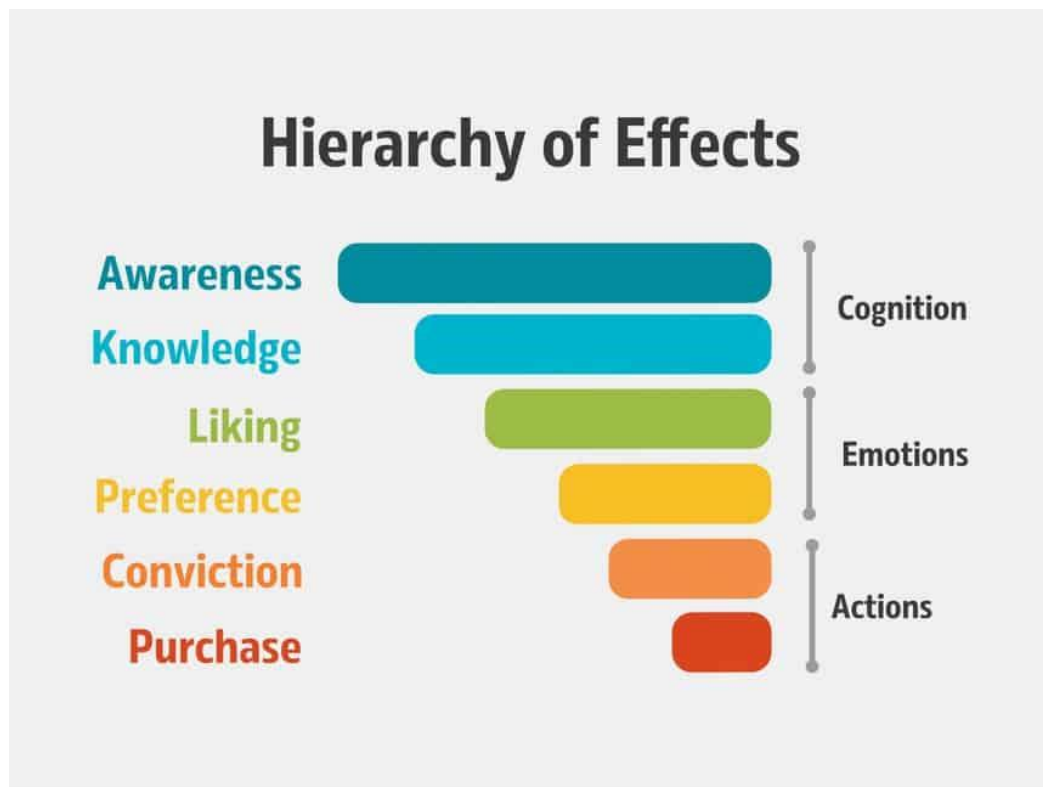 Hierarchy of Effects
Awareness
Knowledge
Cognition
Liking
Preference
Emotions
Conviction
Purchase
Actions